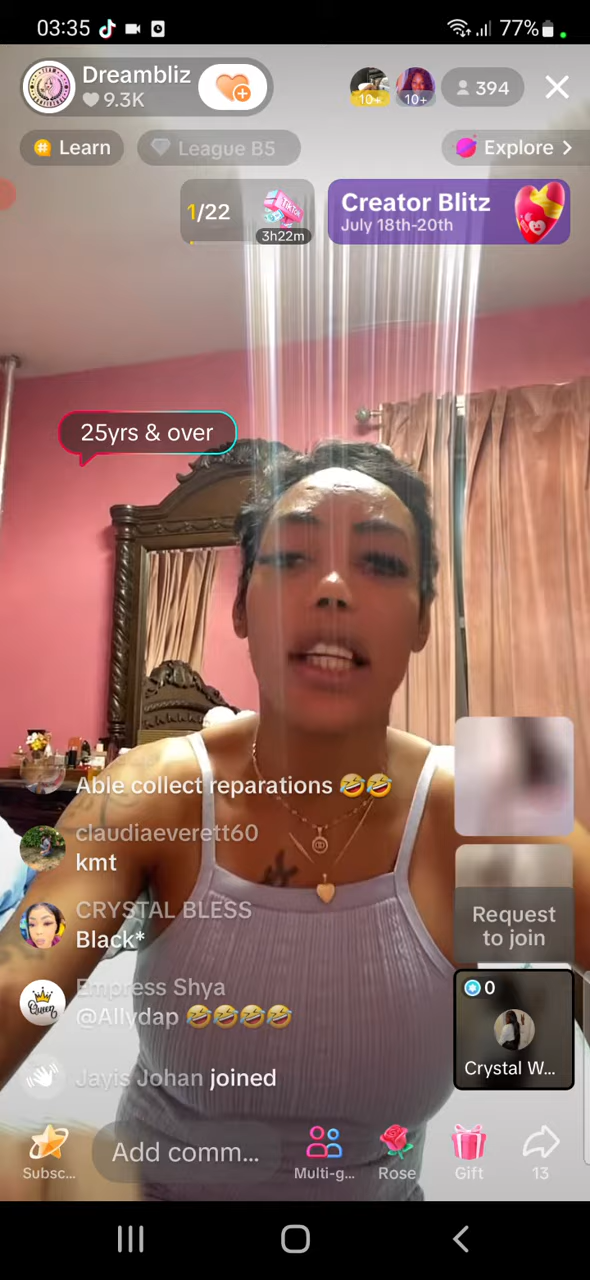 03:35
77%
Dreambliz
9.3K
10+
10+
394
Learn
League B5
Explore
1/22
3h22m
Creator Blitz
July 18th-20th
25yrs & over
Able collect reparations 🤣🤣
claudiaeverett60
kmt
CRYSTAL BLESS
Black*
Empress Shya
@Allydap 🤣🤣🤣🤣
Jayis Johan joined
Request
to join
0
Crystal W...
Add comm...
Subsc...
Multi-g...
Rose
Gift
13